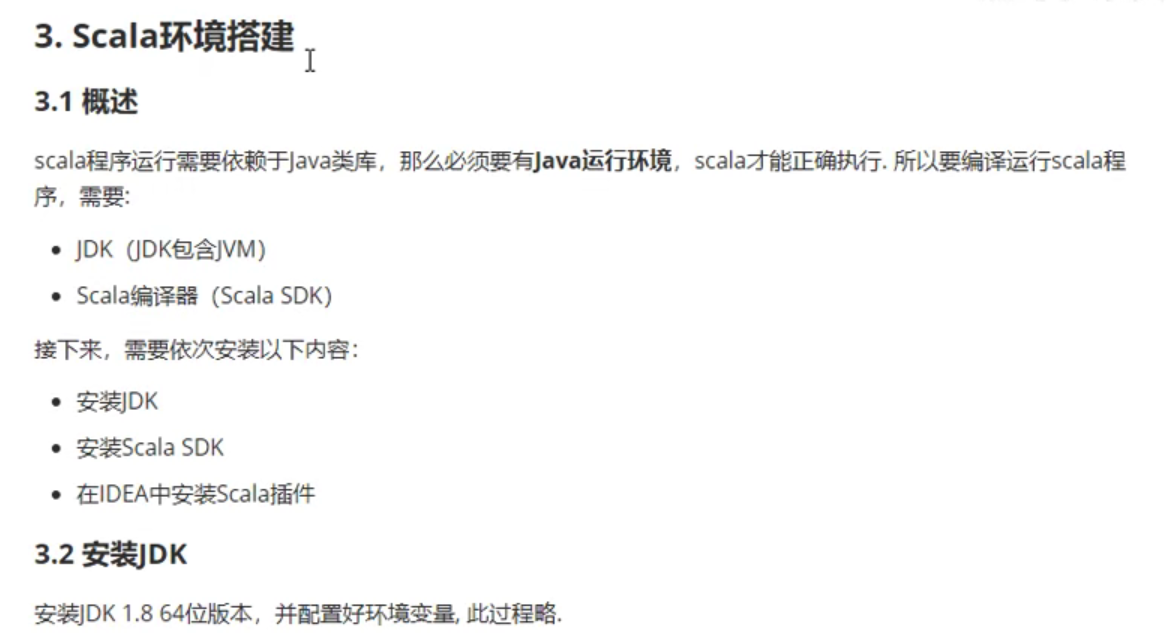 3. Scala环境搭建
3.1 概述
scala程序运行需要依赖于Java类库，那么必须要有Java运行环境，scala才能正确执行. 所以要编译运行scala程
序，需要:
• JDK（JDK包含JVM）
• Scala编译器（Scala SDK）
接下来，需要依次安装以下内容：
• 安装JDK
• 安装Scala SDK
• 在IDEA中安装Scala插件
3.2 安装JDK
安装JDK 1.8 64位版本，并配置好环境变量, 此过程略.